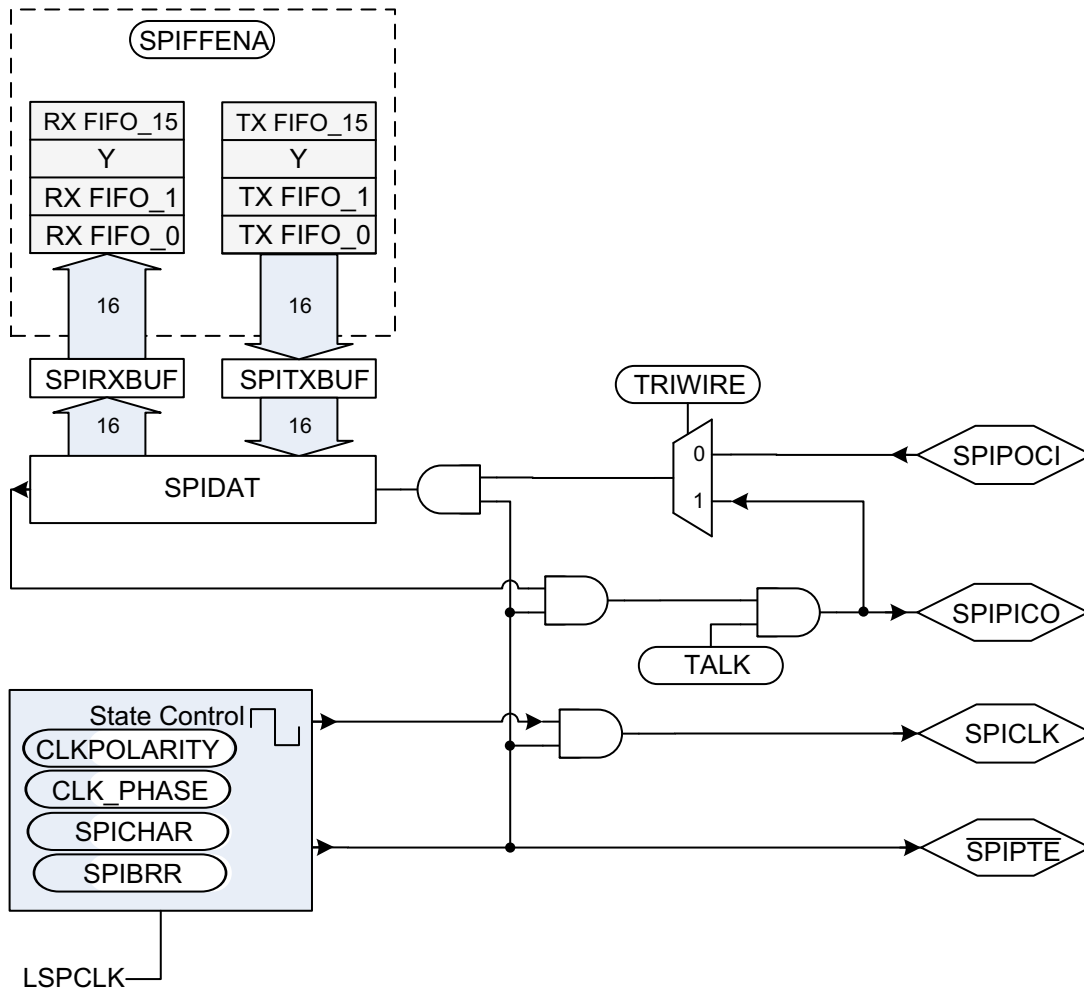 SPIFFENA
RX FIFO_15
TX FIFO_15
Y
Y
RX FIFO_1
TX FIFO_1
RX FIFO_0
TX FIFO_0
16
16
SPIRXBUF
SPITXBUF
TRIWIRE
16
16
0
SPIPOCI
SPIDAT
1
SPIPICO
TALK
State Control
SPICLK
CLKPOLARITY
CLK_PHASE
SPICHAR
SPIPTE
SPIBRR
LSPCLK